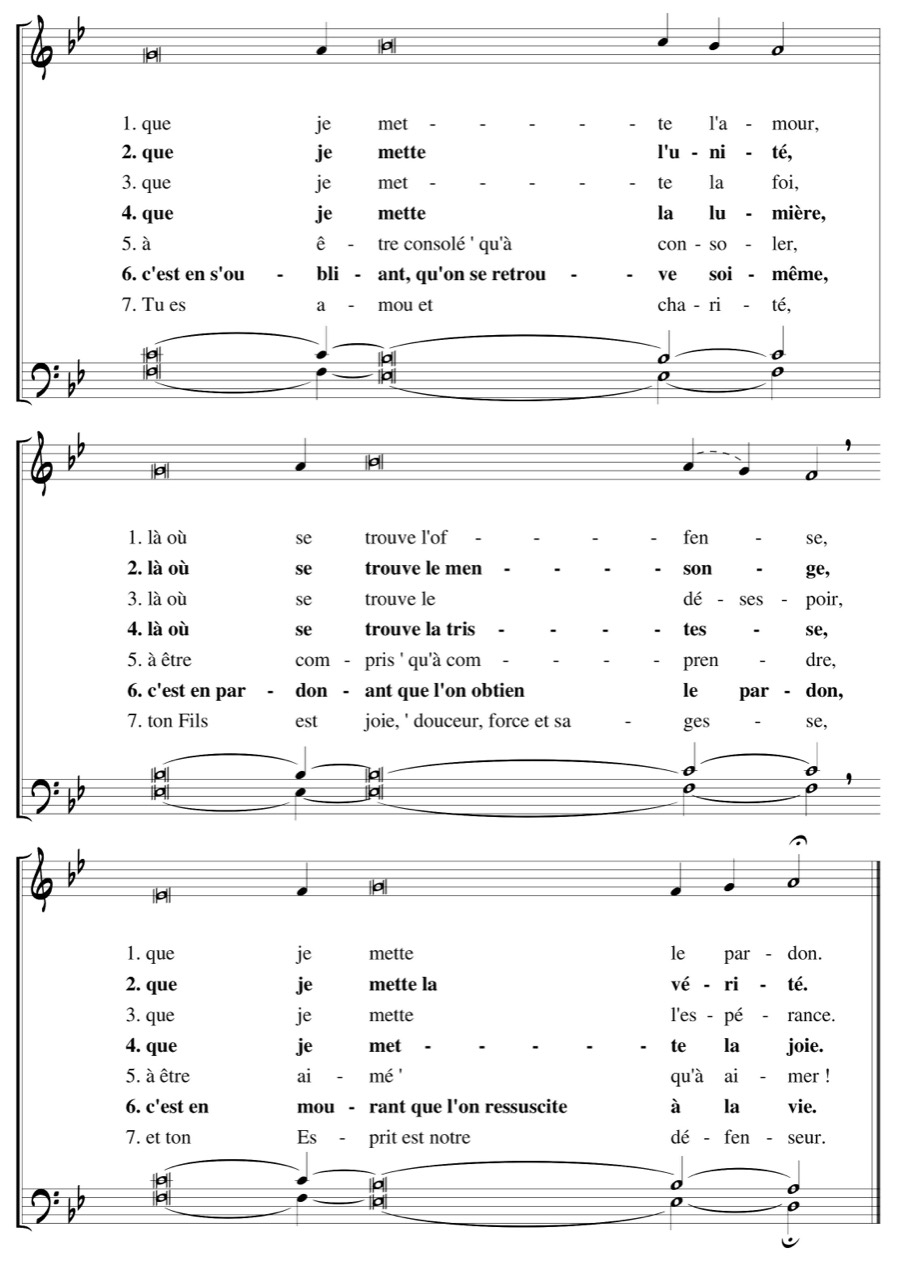 1. que je met - - - - - te l'a - mour,
2. que je mette l'u - ni - té,
3. que je met - - - - - te la foi,
4. que je mette la lu - mière,
5. à ê - tre consolé ' qu'à con - so - ler,
6. c'est en s'ou - bli - ant, qu'on se retrou - - ve soi - même,
7. Tu es a - mou et cha - ri - té,
1. là où se trouve l'of - - - - fen - se,
2. là où se trouve le men - - - - son - ge,
3. là où se trouve le dé - ses - poir,
4. là où se trouve la tris - - - - tes - se,
5. à être com - pris ' qu'à com - - - - pren - dre,
6. c'est en par - don - ant que l'on obtien le par - don,
7. ton Fils est joie, ' douceur, force et sa - ges - se,
1. que je mette le par - don.
2. que je mette la vé - ri - té.
3. que je mette l'es - pé - rance.
4. que je met - - - - - te la joie.
5. à être ai - mé ' qu'à ai - mer !
6. c'est en mou - rant que l'on ressuscite à la vie.
7. et ton Es - prit est notre dé - fen - seur.